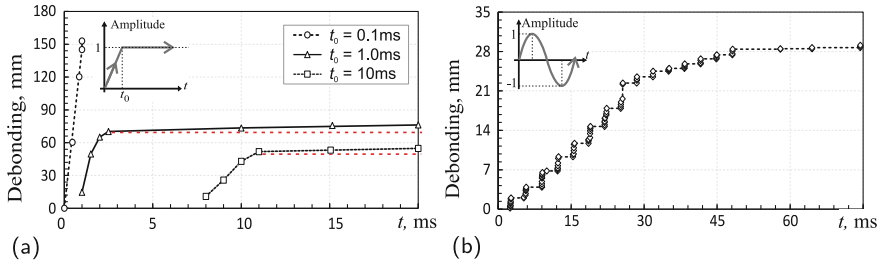 180
150
120
90
60
30
0
Debonding, mm
Amplitude
1
t
t0
t0 = 0.1ms
t0 = 1.0ms
t0 = 10ms
0
5
10
15
t, ms
(a)
35
28
21
14
7
0
Debonding, mm
Amplitude
1
-1
t
0
15
30
45
60
t, ms
(b)